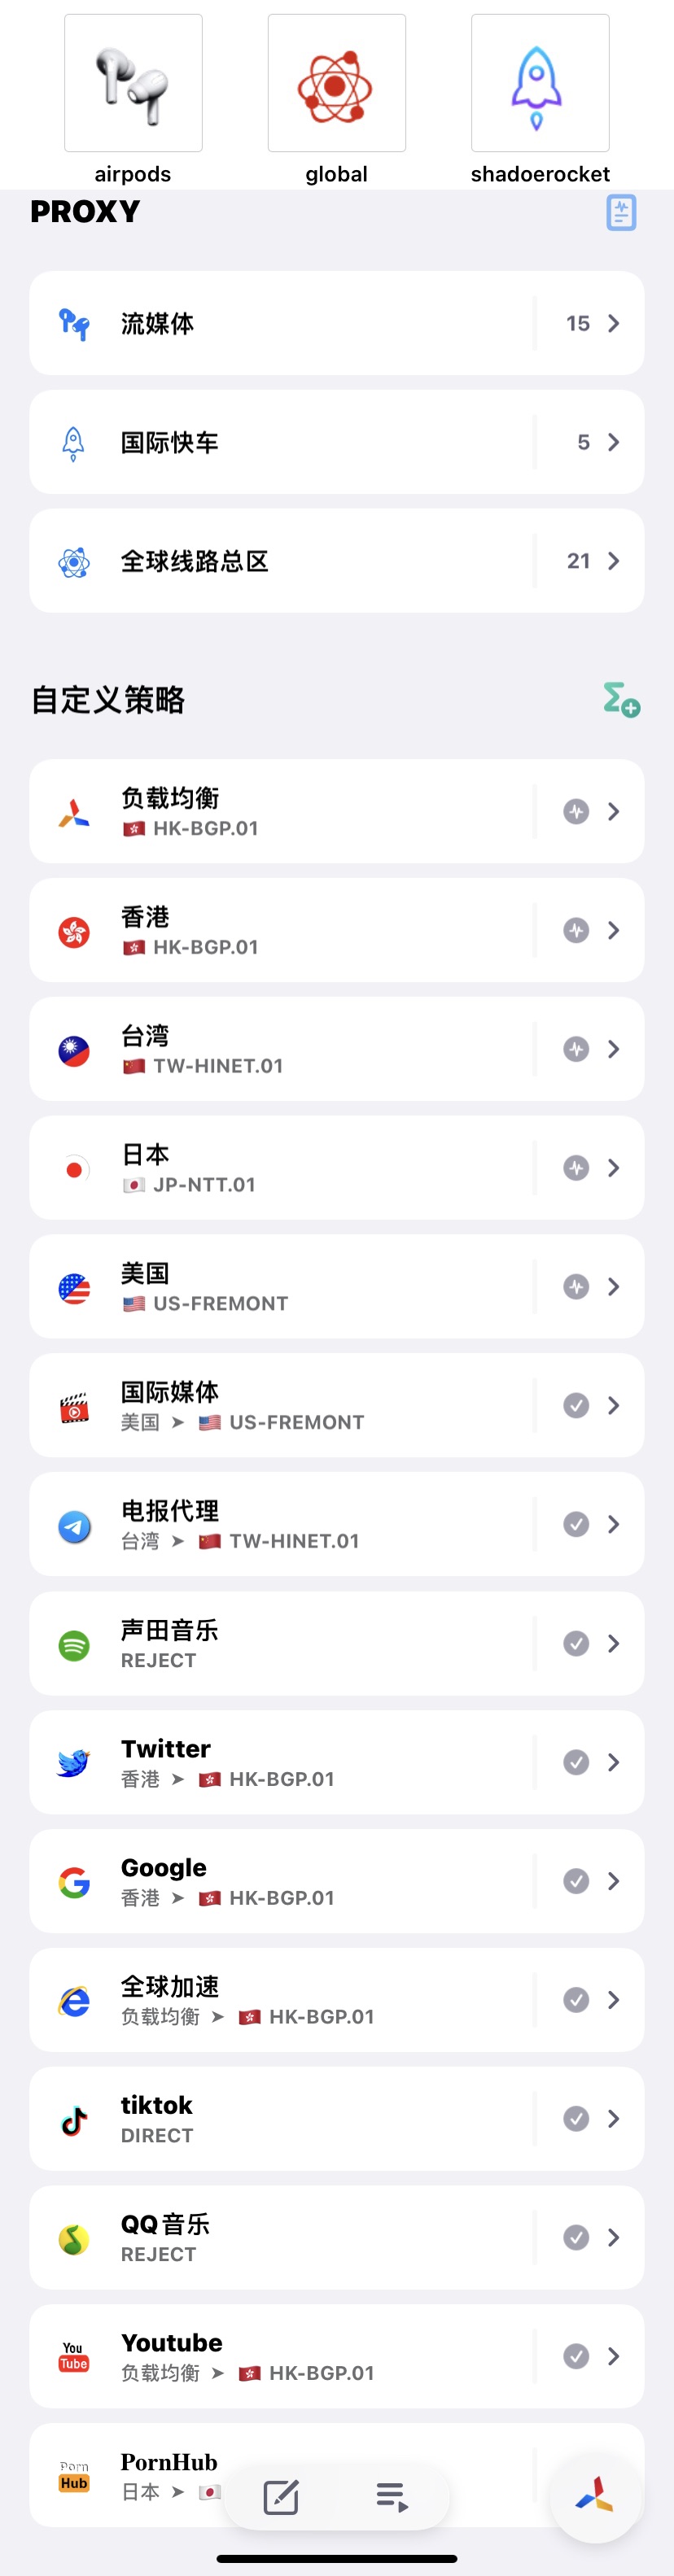 airpods global shadoerocket
PROXY
流媒体 15
国际快车 5
全球线路总区 21
自定义策略
负载均衡
HK-BGP.01
香港
HK-BGP.01
台湾
TW-HINET.01
日本
JP-NTT.01
美国
US-FREMONT
国际媒体
美国 ➤ US-FREMONT
电报代理
台湾 ➤ TW-HINET.01
声田音乐
REJECT
Twitter
香港 ➤ HK-BGP.01
Google
香港 ➤ HK-BGP.01
全球加速
负载均衡 ➤ HK-BGP.01
tiktok
DIRECT
QQ音乐
REJECT
You
Tube
Youtube
负载均衡 ➤ HK-BGP.01
Porn
Hub
PornHub
日本 ➤